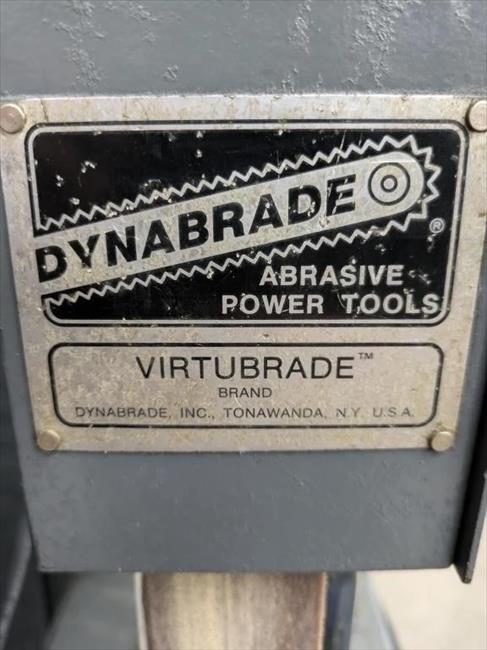 DYNABRADE®
ABRASIVE
POWER TOOLS
VIRTUBRADE™
BRAND
DYNABRADE, INC., TONAWANDA, N.Y. U.S.A.